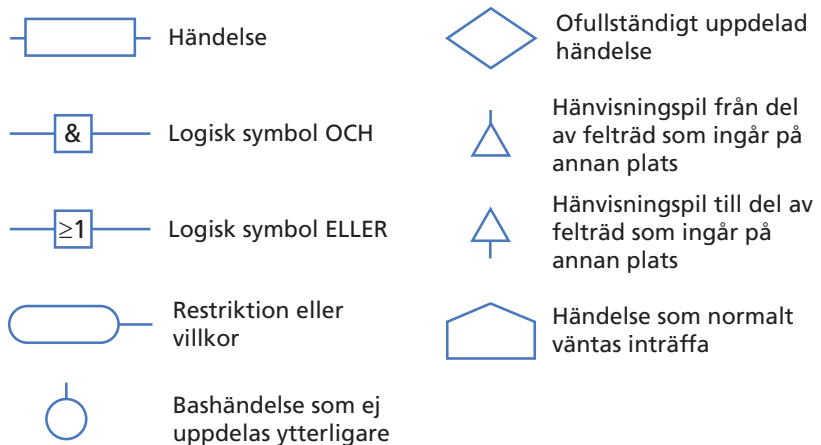 Händelse
&
Logisk symbol OCH
≥1
Logisk symbol ELLER
Restriktion eller
villkor
Bashändelse som ej
uppdelas ytterligare
Ofullständigt uppdelad
händelse
Hänvisningspil från del
av felträd som ingår på
annan plats
Hänvisningspil till del av
felträd som ingår på
annan plats
Händelse som normalt
väntas inträffa